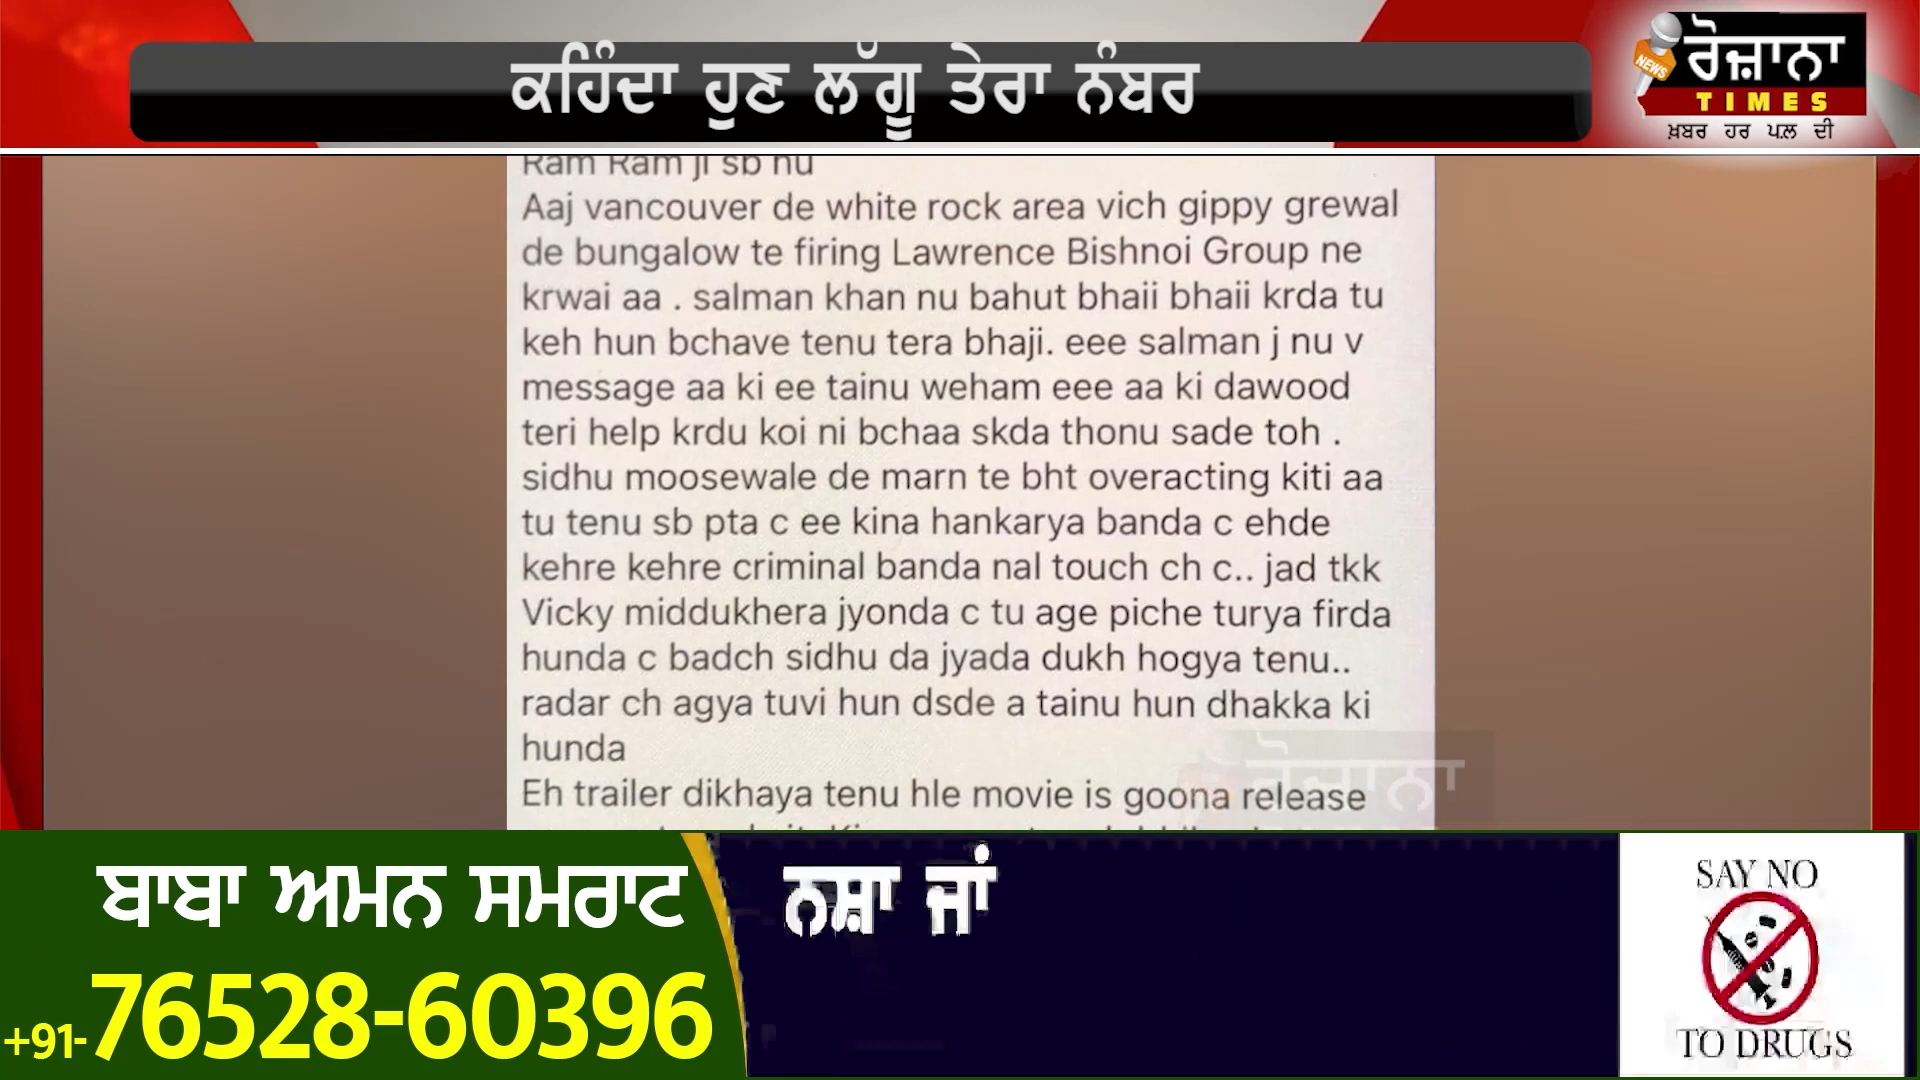 ਕਹਿੰਦਾ ਹੁਣ ਲੱਗੂ ਤੇਰਾ ਨੰਬਰ
NEWS
ਰੋਜ਼ਾਨਾ
TIMES
ਖ਼ਬਰ ਹਰ ਪਲ ਦੀ
Ram Ram ji sb nu
Aaj vancouver de white rock area vich gippy grewal
de bungalow te firing Lawrence Bishnoi Group ne
krwai aa . salman khan nu bahut bhaii bhaii krda tu
keh hun bchave tenu tera bhaji. eee salman j nu v
message aa ki ee tainu weham eee aa ki dawood
teri help krdu koi ni bchaa skda thonu sade toh .
sidhu moosewale de marn te bht overacting kiti aa
tu tenu sb pta c ee kina hankarya banda c ehde
kehre kehre criminal banda nal touch ch c.. jad tkk
Vicky middukhera jyonda c tu age piche turya firda
hunda c badch sidhu da jyada dukh hogya tenu..
radar ch agya tuvi hun dsde a tainu hun dhakka ki
hunda
Eh trailer dikhaya tenu hle movie is goona release
ਰੋਜ਼ਾਨਾ
ਬਾਬਾ ਅਮਨ ਸਮਰਾਟ
+91-76528-60396
ਨਸ਼ਾ ਜਾਂ
SAY NO
TO DRUGS